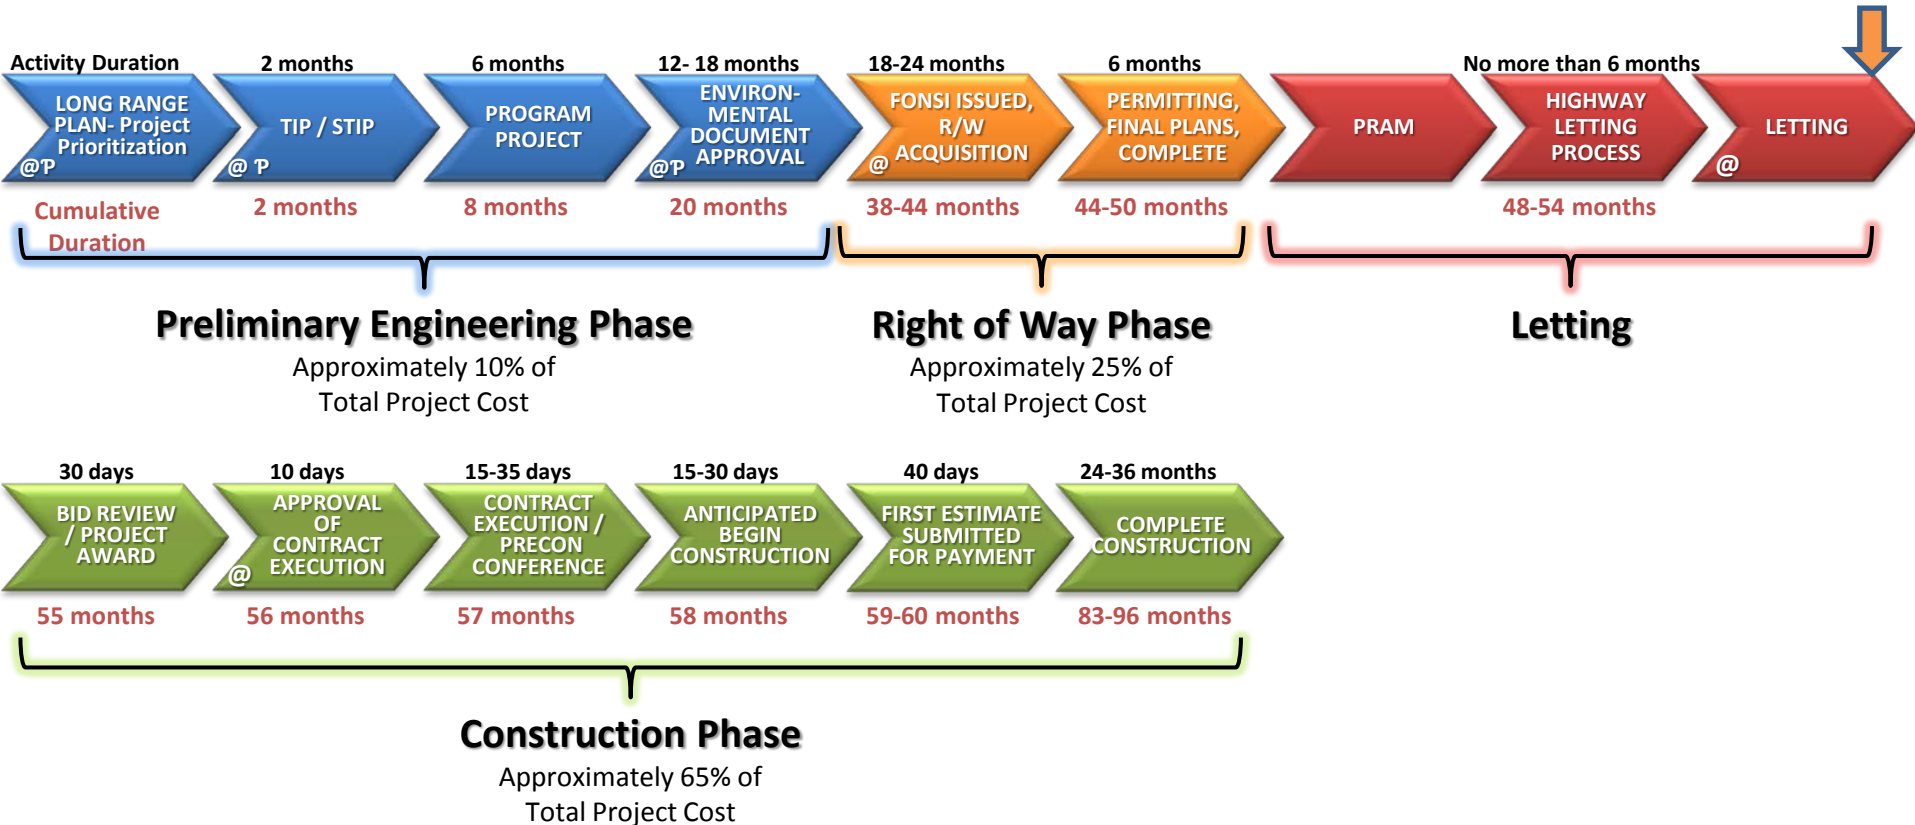 Activity Duration
2 months
6 months
12- 18 months
18-24 months
6 months
No more than 6 months
LONG RANGE
PLAN- Project
Prioritization
@Ƥ
TIP / STIP
@ Ƥ
PROGRAM
PROJECT
ENVIRON-
MENTAL
DOCUMENT
APPROVAL
@Ƥ
FONSI ISSUED,
R/W
ACQUISITION
@
PERMITTING,
FINAL PLANS,
COMPLETE
PRAM
HIGHWAY
LETTING
PROCESS
LETTING
@
Cumulative
Duration
2 months
8 months
20 months
38-44 months
44-50 months
48-54 months
Preliminary Engineering Phase
Approximately 10% of
Total Project Cost
Right of Way Phase
Approximately 25% of
Total Project Cost
Letting
30 days
10 days
15-35 days
15-30 days
40 days
24-36 months
BID REVIEW
/ PROJECT
AWARD
APPROVAL
OF
CONTRACT
EXECUTION
@
CONTRACT
EXECUTION /
PRECON
CONFERENCE
ANTICIPATED
BEGIN
CONSTRUCTION
FIRST ESTIMATE
SUBMITTED
FOR PAYMENT
COMPLETE
CONSTRUCTION
55 months
56 months
57 months
58 months
59-60 months
83-96 months
Construction Phase
Approximately 65% of
Total Project Cost